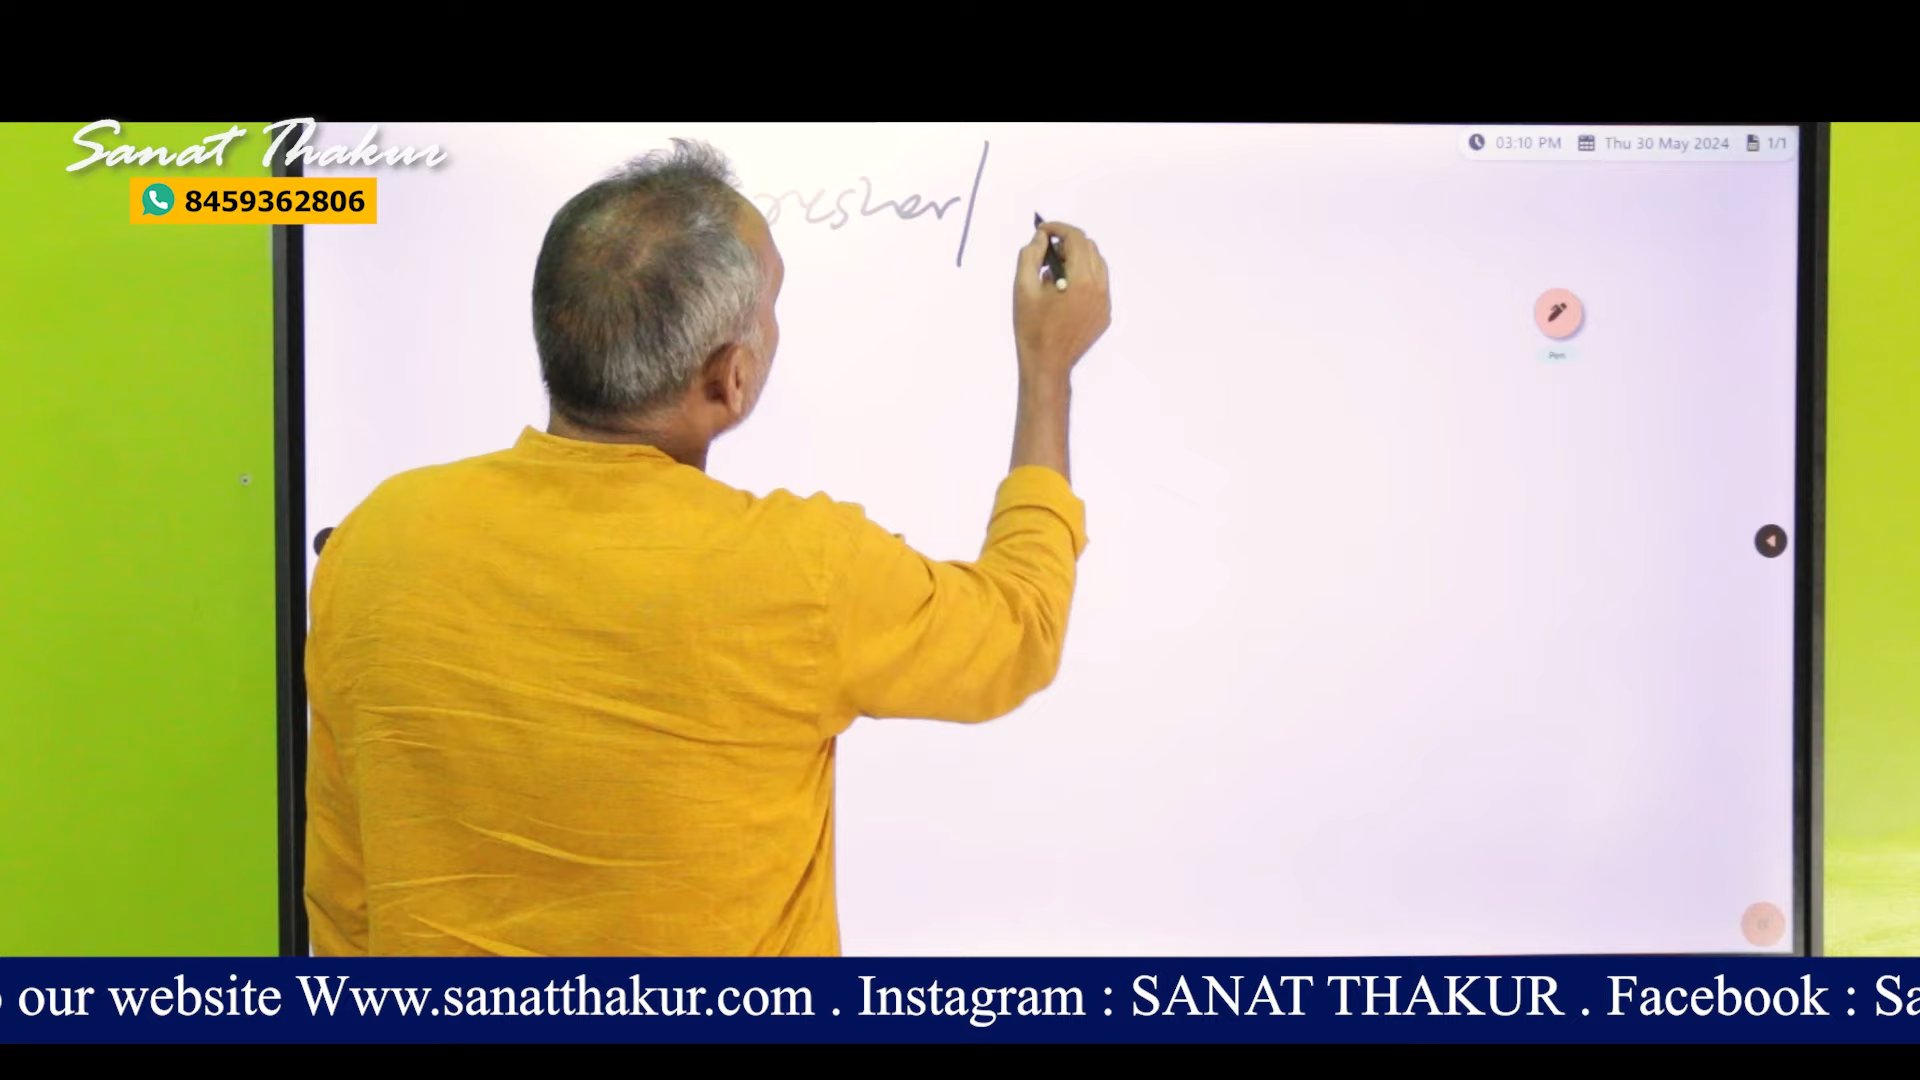 Sanat Thakur
8459362806
03:10 PM Thu 30 May 2024 1/1
Pen
our website Www.sanatthakur.com . Instagram : SANAT THAKUR . Facebook : Sa